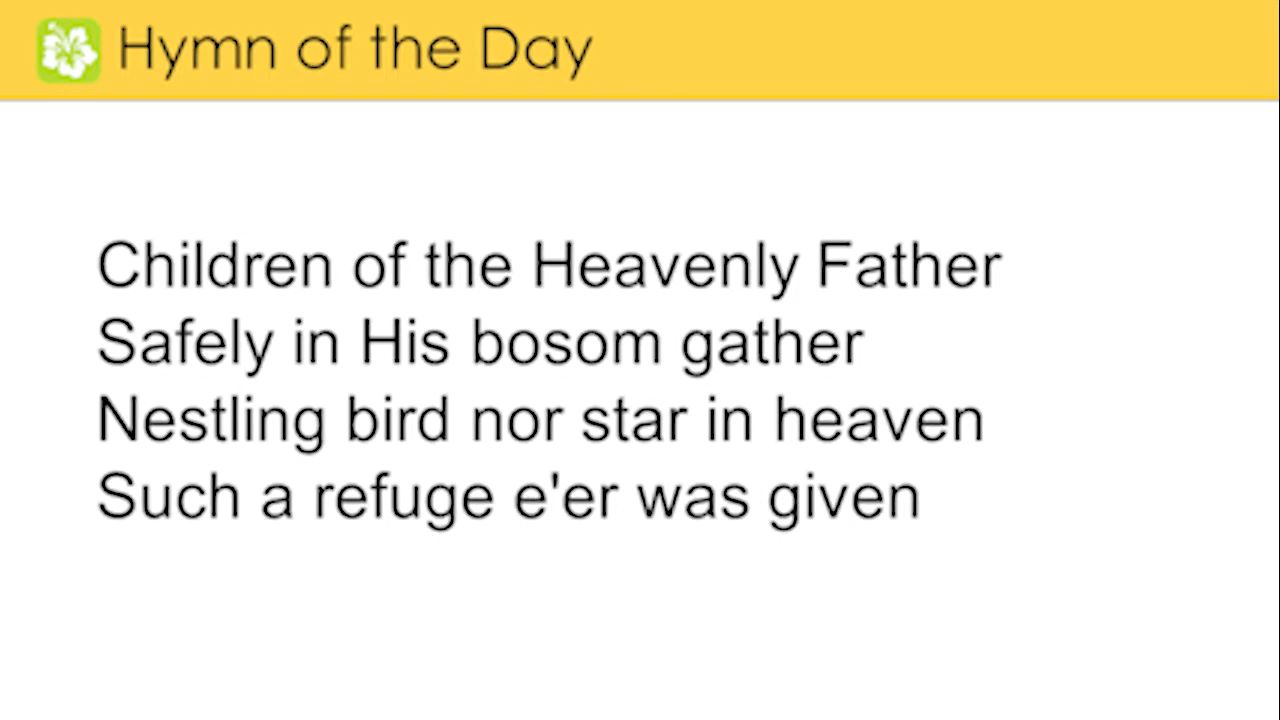 Hymn of the Day
Children of the Heavenly Father
Safely in His bosom gather
Nestling bird nor star in heaven
Such a refuge e'er was given